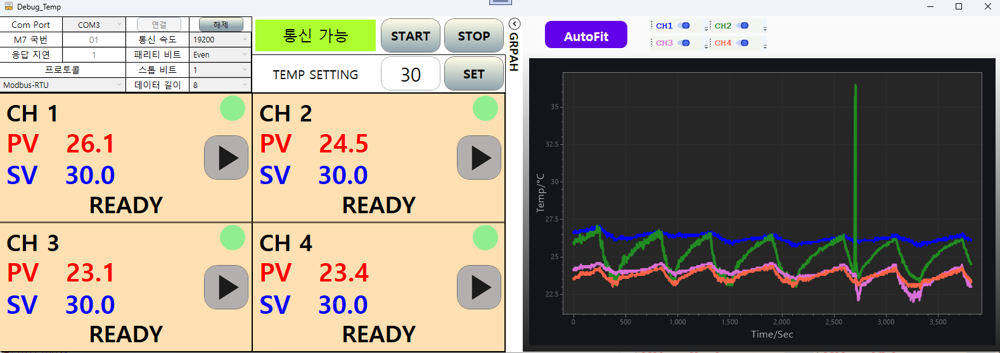 Debug_Temp
Com Port COM3 연결 해제
M7 국번 01 통신 속도 19200
응답 지연 1 패리티 비트 Even
프로토콜 스톱 비트 1
Modbus-RTU 데이터 길이 8
통신 가능 START STOP
TEMP SETTING 30 SET
GRPAH
CH 1
PV 26.1
SV 30.0
READY
CH 2
PV 24.5
SV 30.0
READY
CH 3
PV 23.1
SV 30.0
READY
CH 4
PV 23.4
SV 30.0
READY
AutoFit
CH1 CH2
CH3 CH4
Temp/°C
35
32.5
30
27.5
25
22.5
0 500 1,000 1,500 2,000 2,500 3,000 3,500
Time/Sec